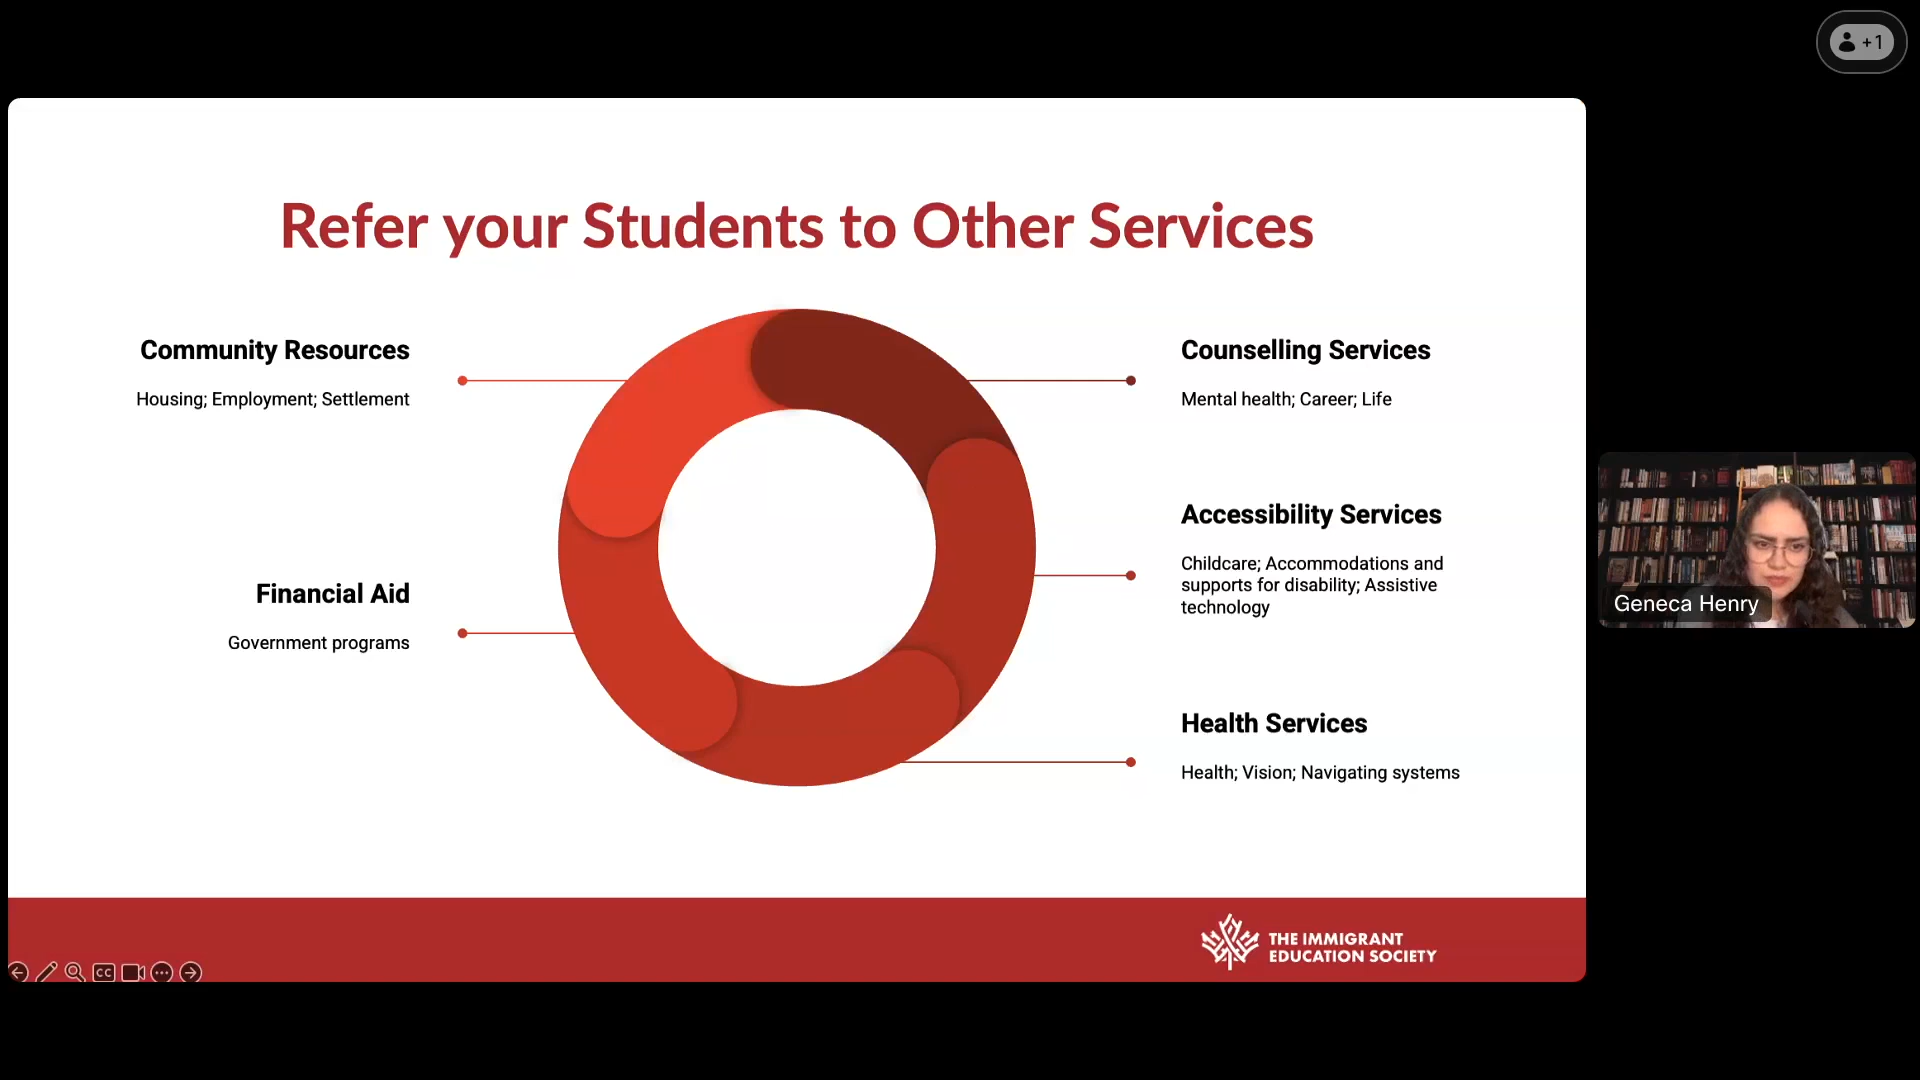 +1
Refer your Students to Other Services
Community Resources
Housing; Employment; Settlement
Financial Aid
Government programs
Counselling Services
Mental health; Career; Life
Accessibility Services
Childcare; Accommodations and
supports for disability; Assistive
technology
Health Services
Health; Vision; Navigating systems
Geneca Henry
THE IMMIGRANT
EDUCATION SOCIETY
CC